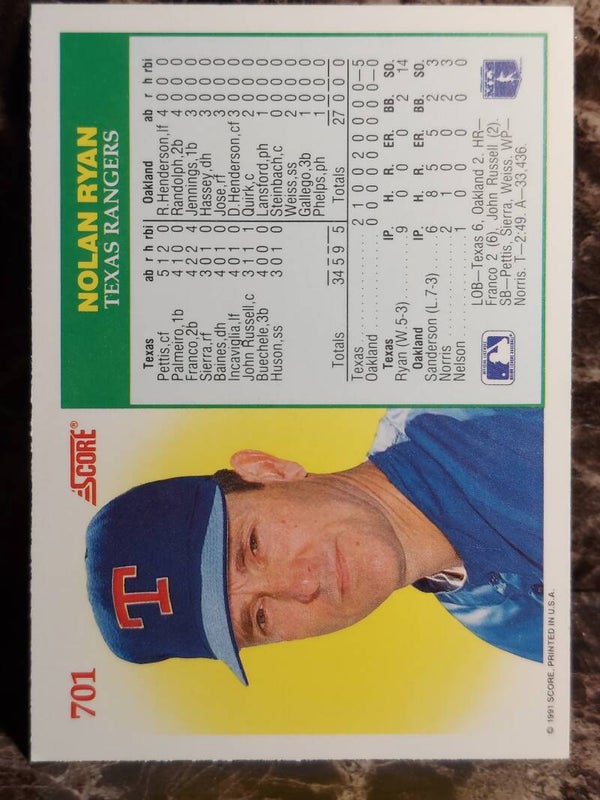 701
SCORE®
NOLAN RYAN
TEXAS RANGERS
Texas ab r h rbi
Pettis,cf 5 1 2 0
Palmeiro,1b 4 1 0 0
Franco,2b 4 2 2 4
Sierra,rf 3 0 1 0
Baines,dh 4 0 1 0
Incaviglia,lf 4 0 1 0
John Russell,c 3 1 1 0
Buechele,3b 4 0 0 0
Huson,ss 3 0 1 0
Totals 34 5 9 5
Oakland ab r h rbi
R.Henderson,lf 4 0 0 0
Randolph,2b 4 0 0 0
Jennings,1b 3 0 0 0
Hassey,dh 3 0 0 0
Jose,rf 3 0 0 0
D.Henderson,cf 3 0 0 0
Quirk,c 2 0 0 0
Lansford,ph 1 0 0 0
Steinbach,c 0 0 0 0
Weiss,ss 2 0 0 0
Gallego.3b 1 0 0 0
Phelps,ph 1 0 0 0
Totals 27 0 0 0
Texas 2 1 0 0 2 0 0 0 0—5
Oakland 0 0 0 0 0 0 0 0 0—0
Texas IP. H. R. ER. BB. SO.
Ryan (W. 5-3) 9 0 0 0 2 14
Oakland IP. H. R. ER. BB. SO.
Sanderson (L.7-3) 6 8 5 5 2 3
Norris 2 1 0 0 0 3
Nelson 1 0 0 0 0 0
LOB—Texas 6, Oakland 2. HR—
Franco 2 (6), John Russell (2).
SB—Pettis, Sierra, Weiss. WP—
Norris. T—2:49. A—33,436.
© 1991 SCORE, PRINTED IN U.S.A.
T